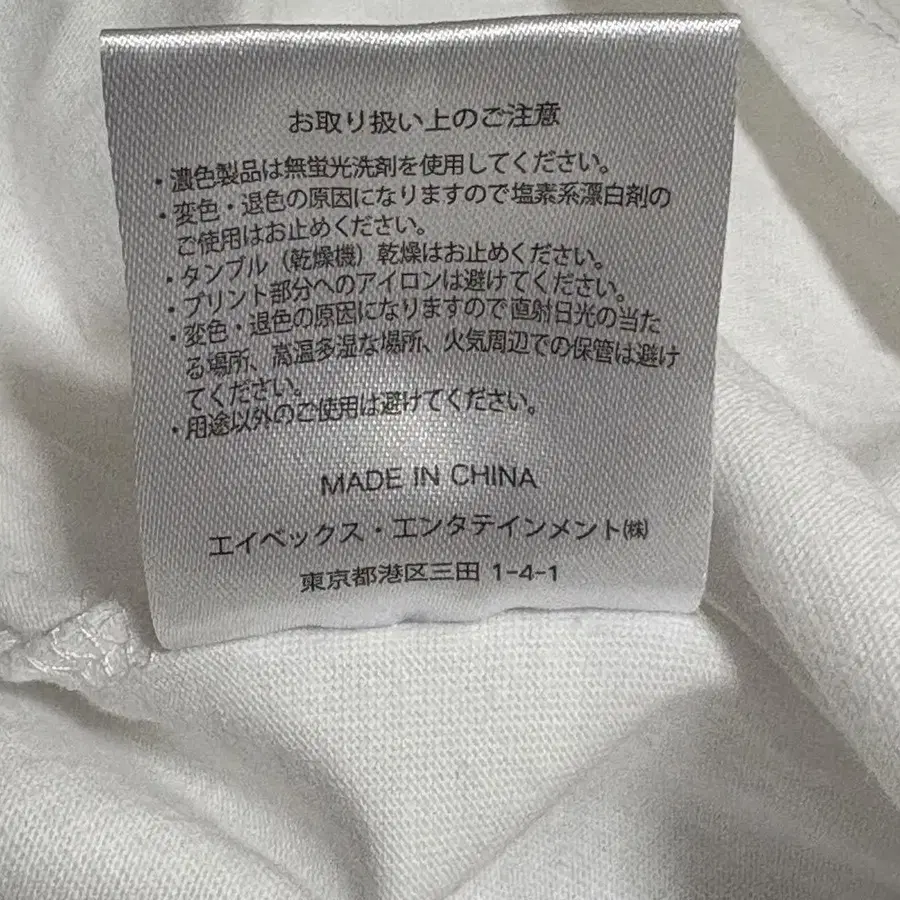 お取り扱い上のご注意
・濃色製品は無蛍光洗剤を使用してください。
・変色・退色の原因になりますので塩素系漂白剤の
ご使用はお止めください。
・タンブル（乾燥機）乾燥はお止めください。
・プリント部分へのアイロンは避けてください。
・変色・退色の原因になりますので直射日光の当た
る場所、高温多湿な場所、火気周辺での保管は避け
てください。
・用途以外のご使用は避けてください。
MADE IN CHINA
エイベックス・エンタテインメント㈱
東京都港区三田 1-4-1